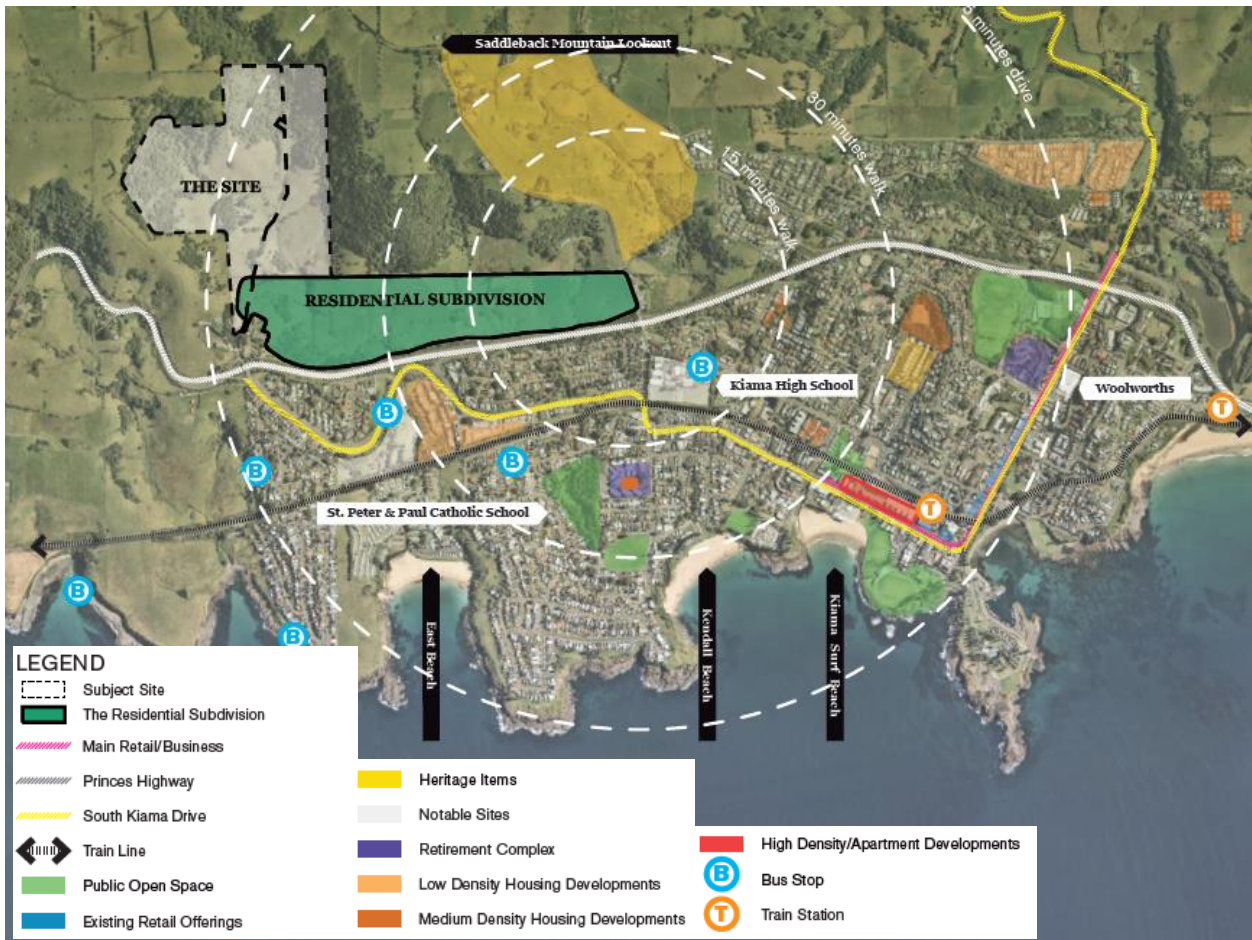 Saddleback Mountain Lookout
5 minutes drive
30 minutes walk
15 minutes walk
THE SITE
RESIDENTIAL SUBDIVISION
B
Kiama High School
Woolworths
T
B
B
B
St. Peter & Paul Catholic School
T
B
B
East Beach
Kendall Beach
Kiama Surf Beach
LEGEND
Subject Site
The Residential Subdivision
Main Retail/Business
Princes Highway
South Kiama Drive
Train Line
Public Open Space
Existing Retail Offerings
Heritage Items
Notable Sites
Retirement Complex
Low Density Housing Developments
Medium Density Housing Developments
High Density/Apartment Developments
B Bus Stop
T Train Station